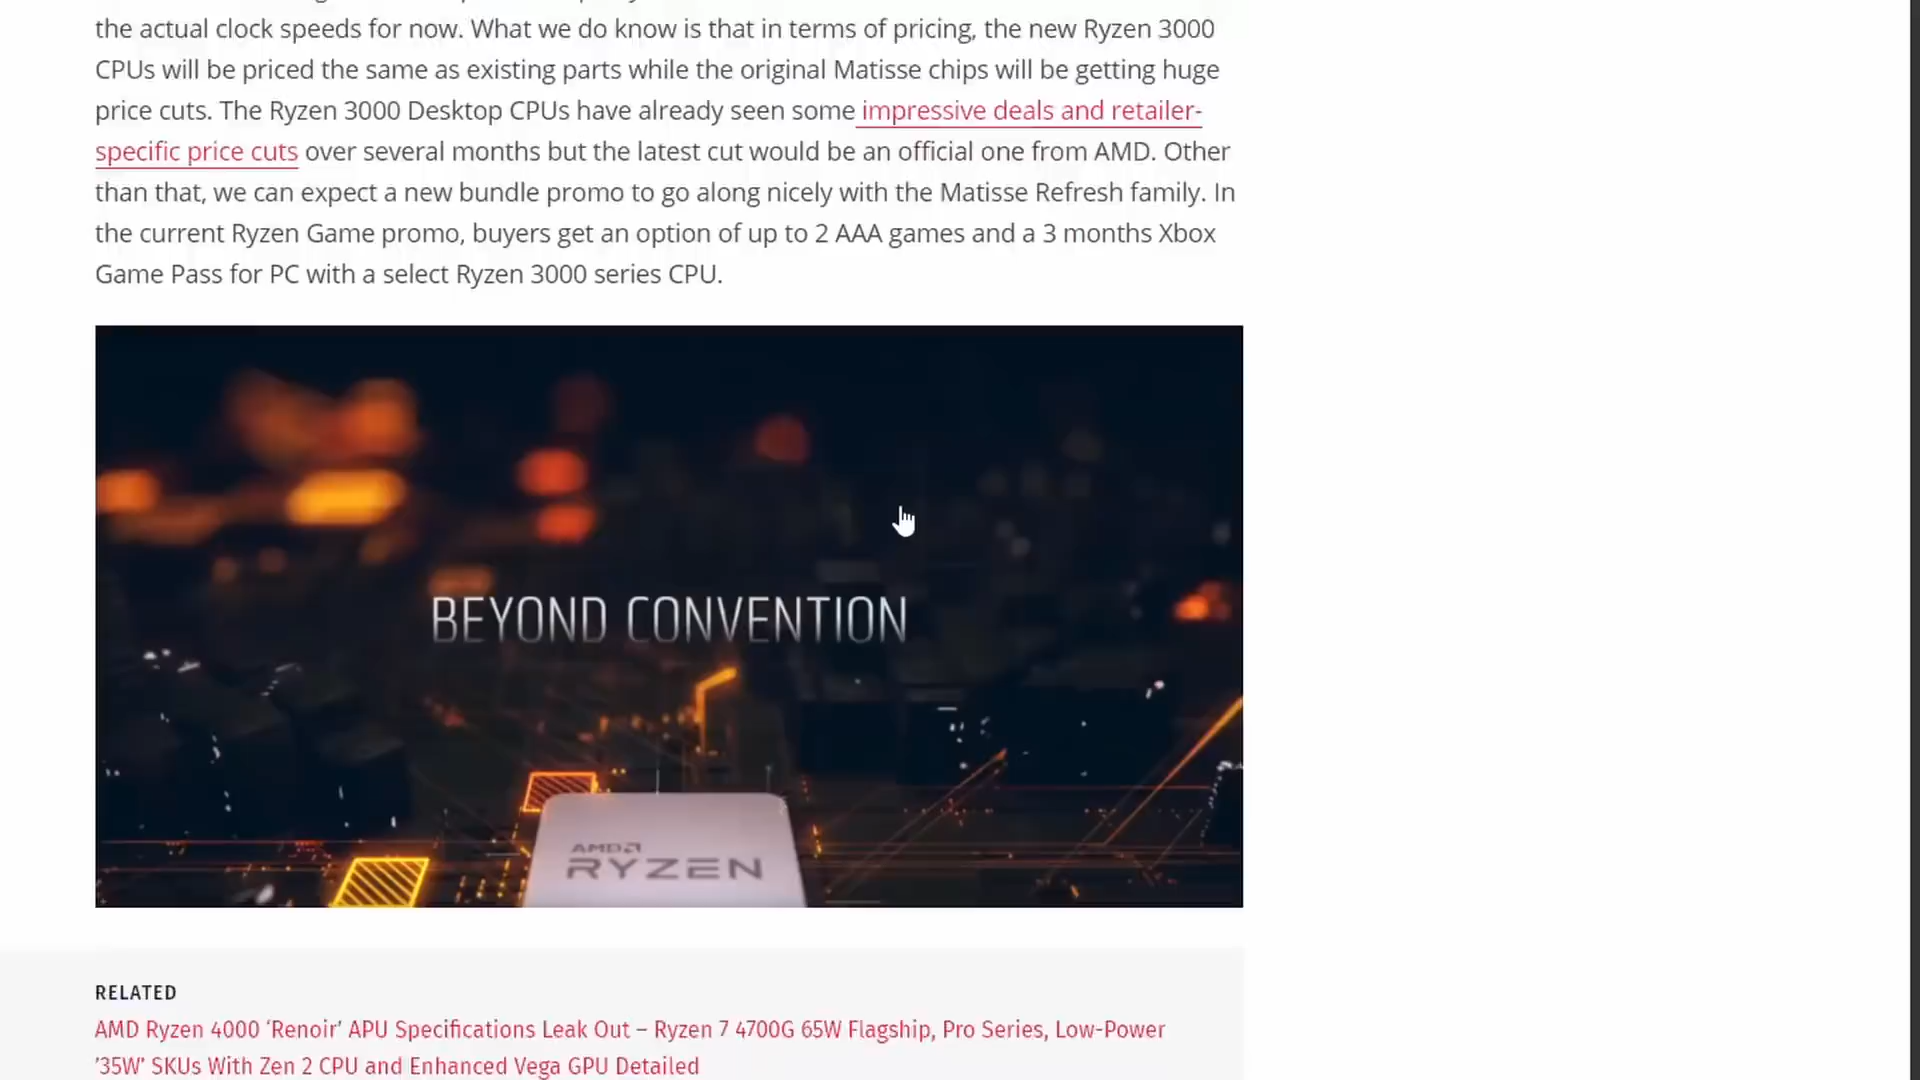 the actual clock speeds for now. What we do know is that in terms of pricing, the new Ryzen 3000
CPUs will be priced the same as existing parts while the original Matisse chips will be getting huge
price cuts. The Ryzen 3000 Desktop CPUs have already seen some impressive deals and retailer-
specific price cuts over several months but the latest cut would be an official one from AMD. Other
than that, we can expect a new bundle promo to go along nicely with the Matisse Refresh family. In
the current Ryzen Game promo, buyers get an option of up to 2 AAA games and a 3 months Xbox
Game Pass for PC with a select Ryzen 3000 series CPU.
BEYOND CONVENTION
AMD
RYZEN
RELATED
AMD Ryzen 4000 ‘Renoir’ APU Specifications Leak Out – Ryzen 7 4700G 65W Flagship, Pro Series, Low-Power
’35W’ SKUs With Zen 2 CPU and Enhanced Vega GPU Detailed